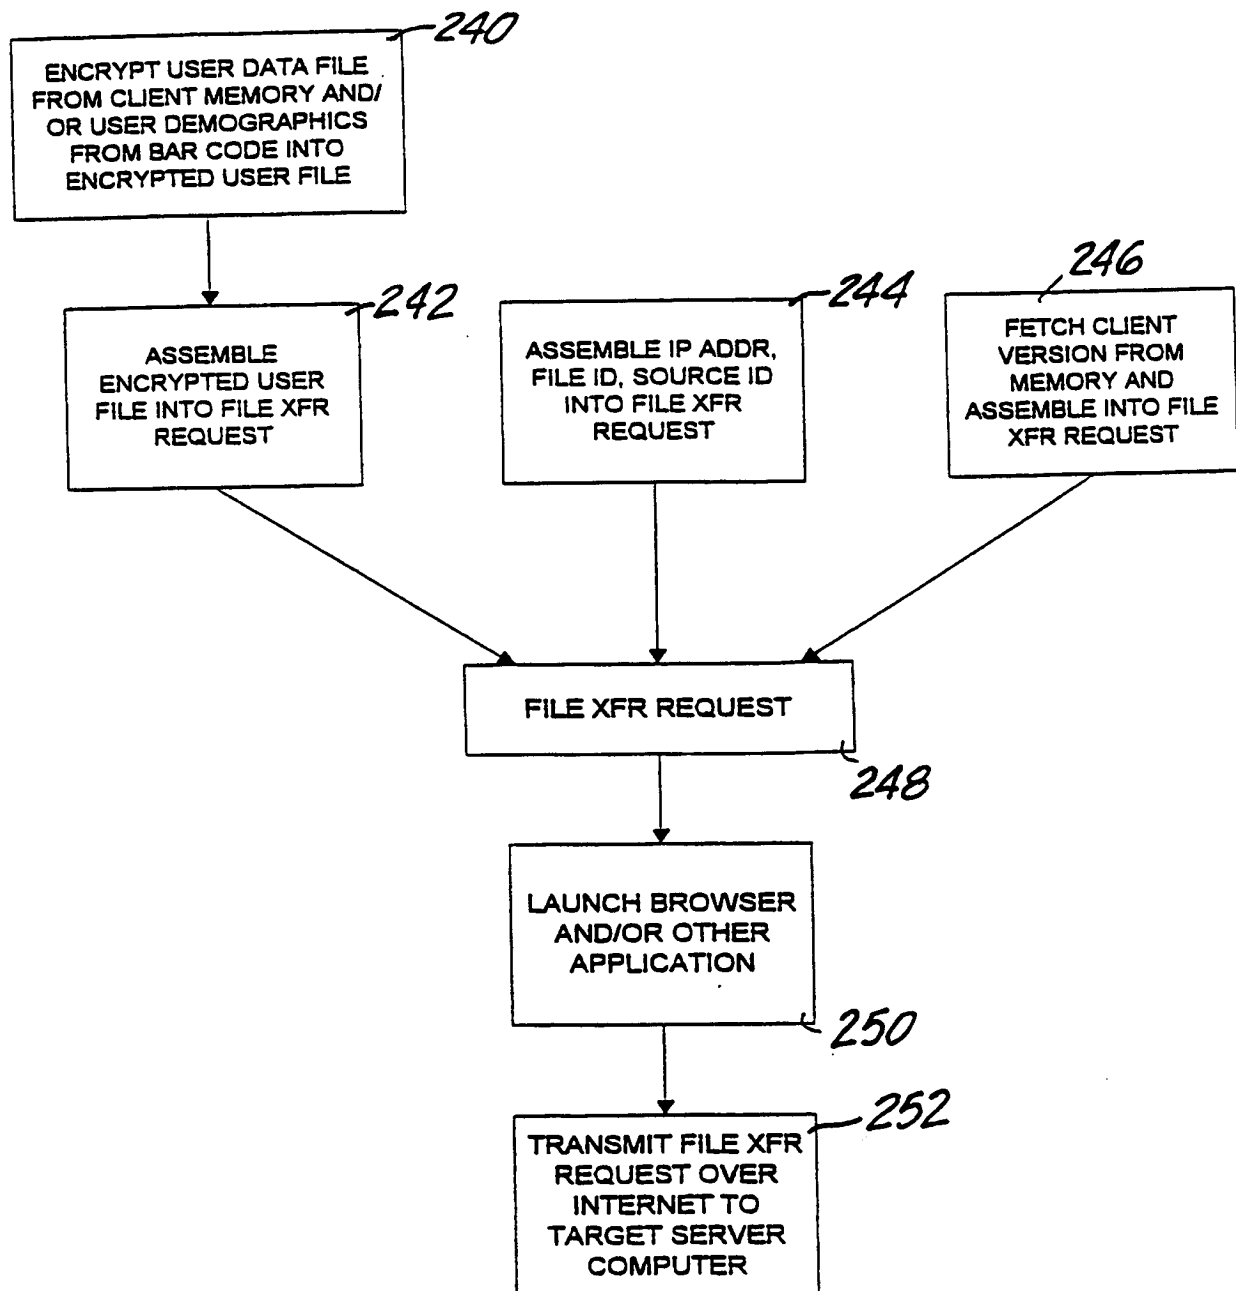 240
ENCRYPT USER DATA FILE
FROM CLIENT MEMORY AND/
OR USER DEMOGRAPHICS
FROM BAR CODE INTO
ENCRYPTED USER FILE
242
ASSEMBLE
ENCRYPTED USER
FILE INTO FILE XFR
REQUEST
244
ASSEMBLE IP ADDR,
FILE ID, SOURCE ID
INTO FILE XFR
REQUEST
246
FETCH CLIENT
VERSION FROM
MEMORY AND
ASSEMBLE INTO FILE
XFR REQUEST
FILE XFR REQUEST
248
LAUNCH BROWSER
AND/OR OTHER
APPLICATION
250
252
TRANSMIT FILE XFR
REQUEST OVER
INTERNET TO
TARGET SERVER
COMPUTER